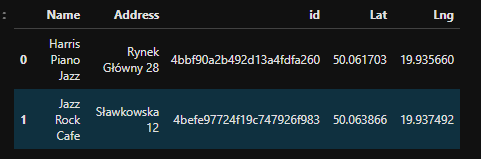 : Name Address id Lat Lng
0 Harris Piano Jazz Rynek Główny 28 4bbf90a2b492d13a4fdfa260 50.061703 19.935660
1 Jazz Rock Cafe Sławkowska 12 4befe97724f19c747926f983 50.063866 19.937492